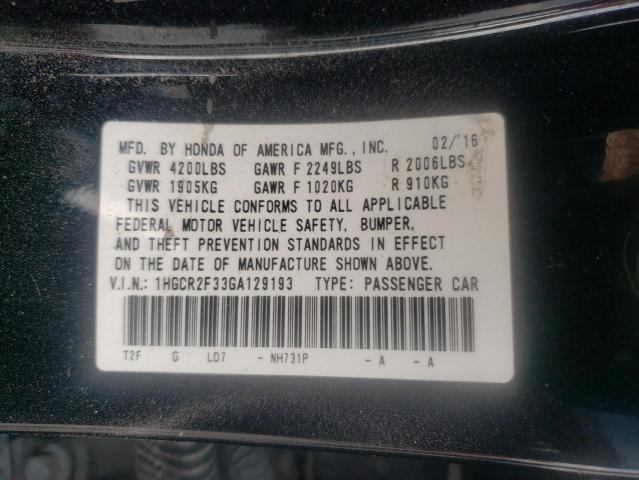 MFD. BY HONDA OF AMERICA MFG., INC. 02/'16
GVWR 4200LBS GAWR F 2249LBS R 2006LBS
GVWR 1905KG GAWR F 1020KG R 910KG
THIS VEHICLE CONFORMS TO ALL APPLICABLE
FEDERAL MOTOR VEHICLE SAFETY, BUMPER,
AND THEFT PREVENTION STANDARDS IN EFFECT
ON THE DATE OF MANUFACTURE SHOWN ABOVE.
V.I.N.: 1HGCR2F33GA129193 TYPE: PASSENGER CAR
T2F G LD7 - NH731P - A - A